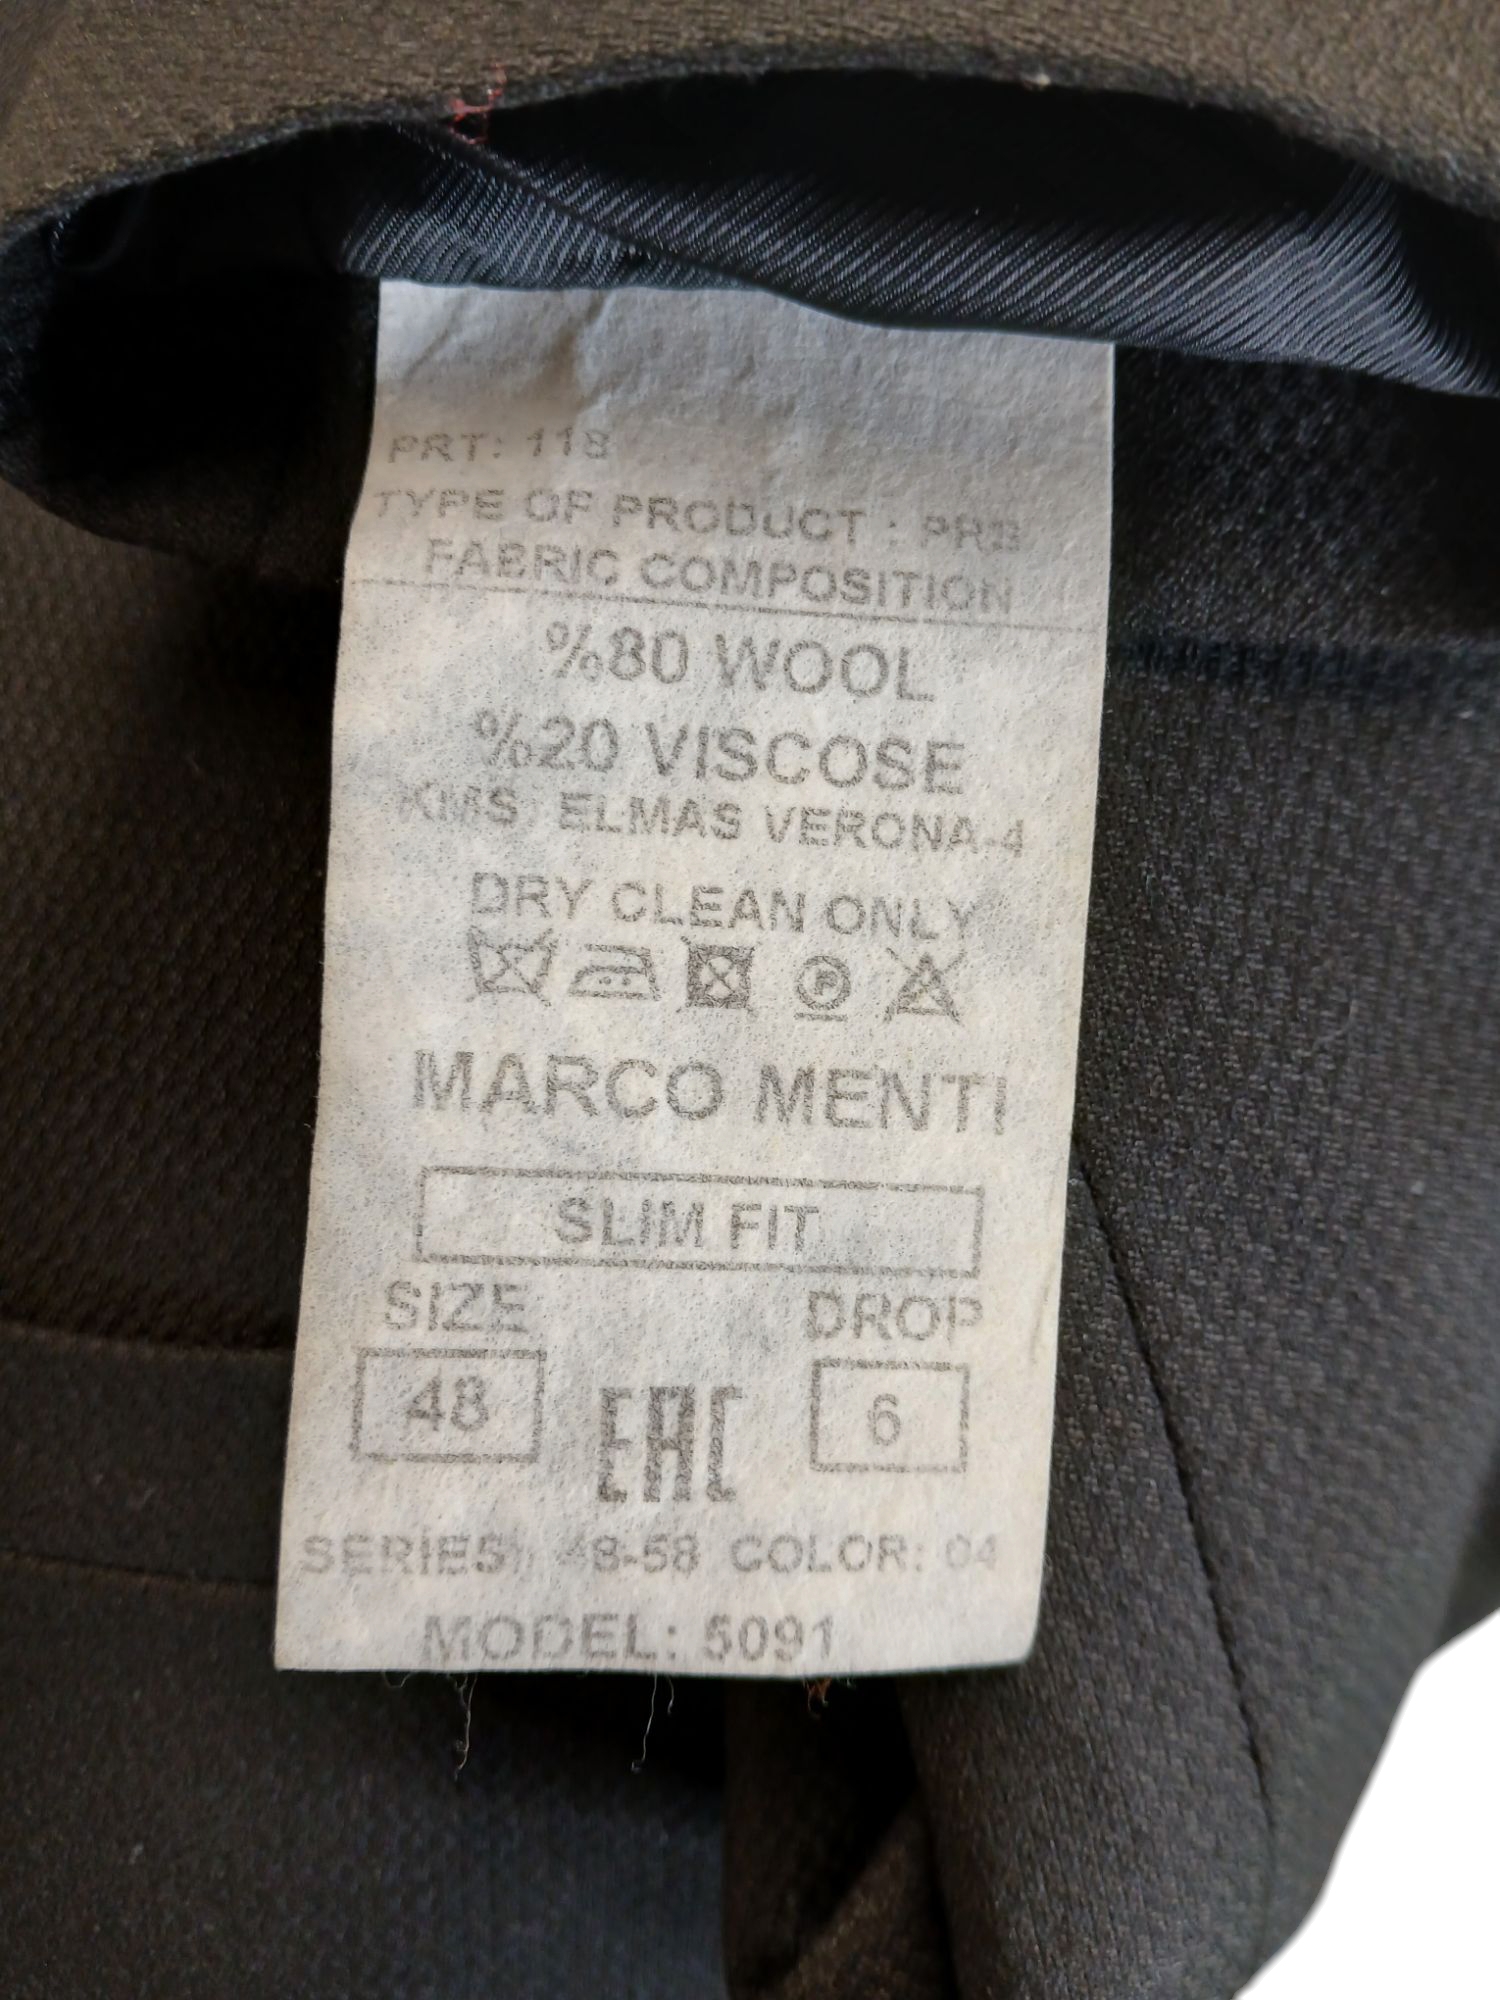 PRT: 118
TYPE OF PRODUCT : PRB
FABRIC COMPOSITION
%80 WOOL
%20 VISCOSE
KMS: ELMAS VERONA-4
DRY CLEAN ONLY
P
MARCO MENTI
SLIM FIT
SIZE DROP
48 EAC 6
SERIES: 48-58 COLOR: 04
MODEL: 5091